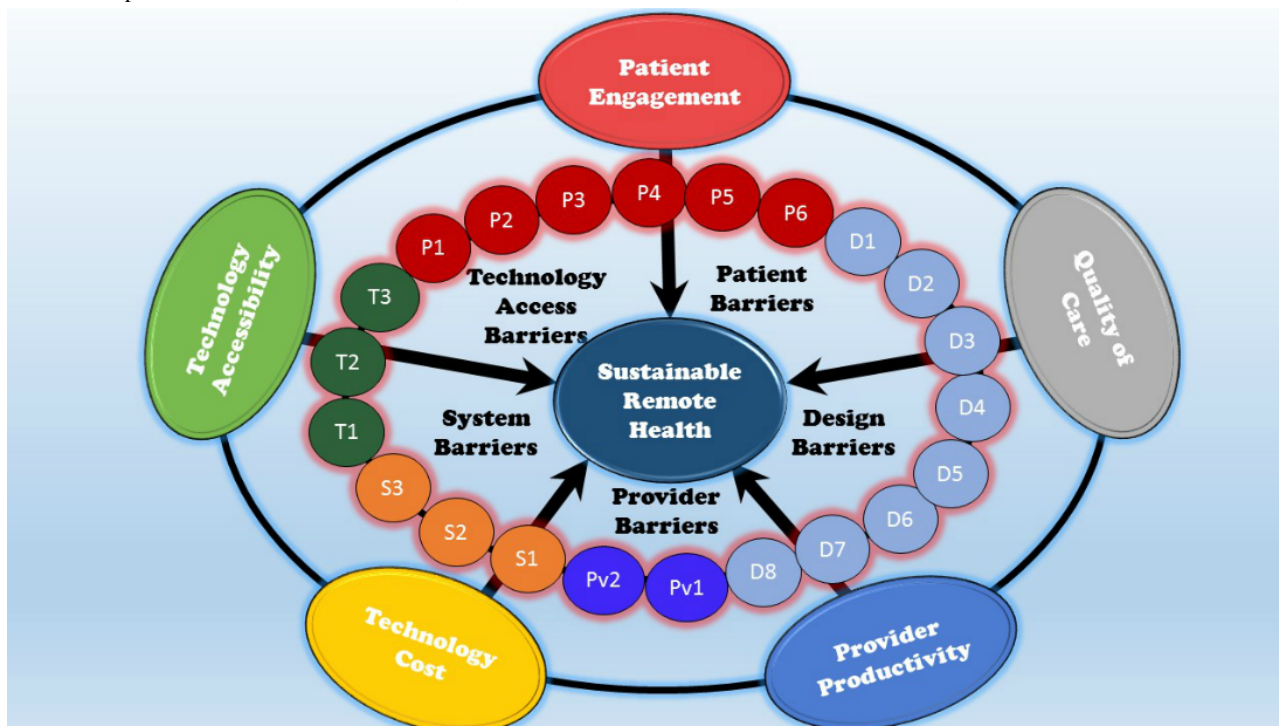 Patient
Engagement
P4
P3
P5
P2
P6
P1
D1
Technology
Access
Barriers
Patient
Barriers
D2
T3
Technology
Accessibility
Quality of
Care
D3
T2
Sustainable
Remote
Health
D4
System
Barriers
Design
Barriers
T1
D5
S3
Provider
Barriers
D6
S2
D7
S1
D8
Pv2
Pv1
Technology
Cost
Provider
Productivity